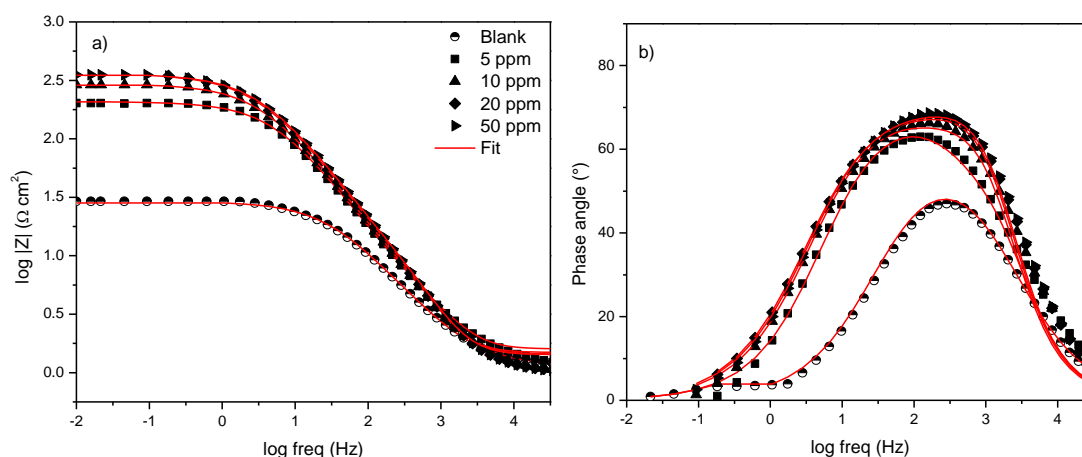 a)
3.0
2.5
2.0
1.5
1.0
0.5
0.0
log |Z| (Ω cm²)
-2 -1 0 1 2 3 4
log freq (Hz)
Blank
5 ppm
10 ppm
20 ppm
50 ppm
Fit
b)
80
60
40
20
0
Phase angle (°)
-2 -1 0 1 2 3 4
log freq (Hz)